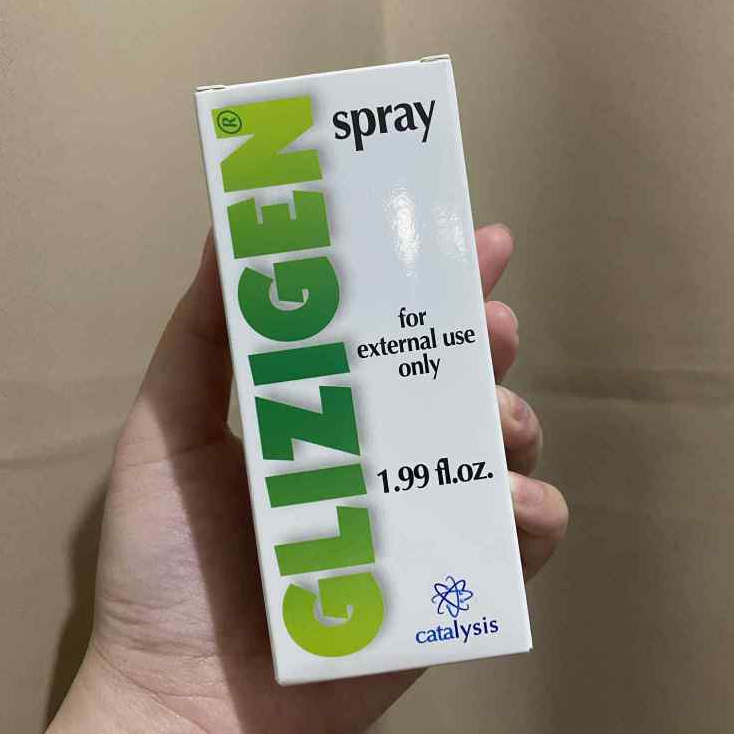 GLIZIGEN®
spray
for
external use
only
1.99 fl.oz.
catalysis